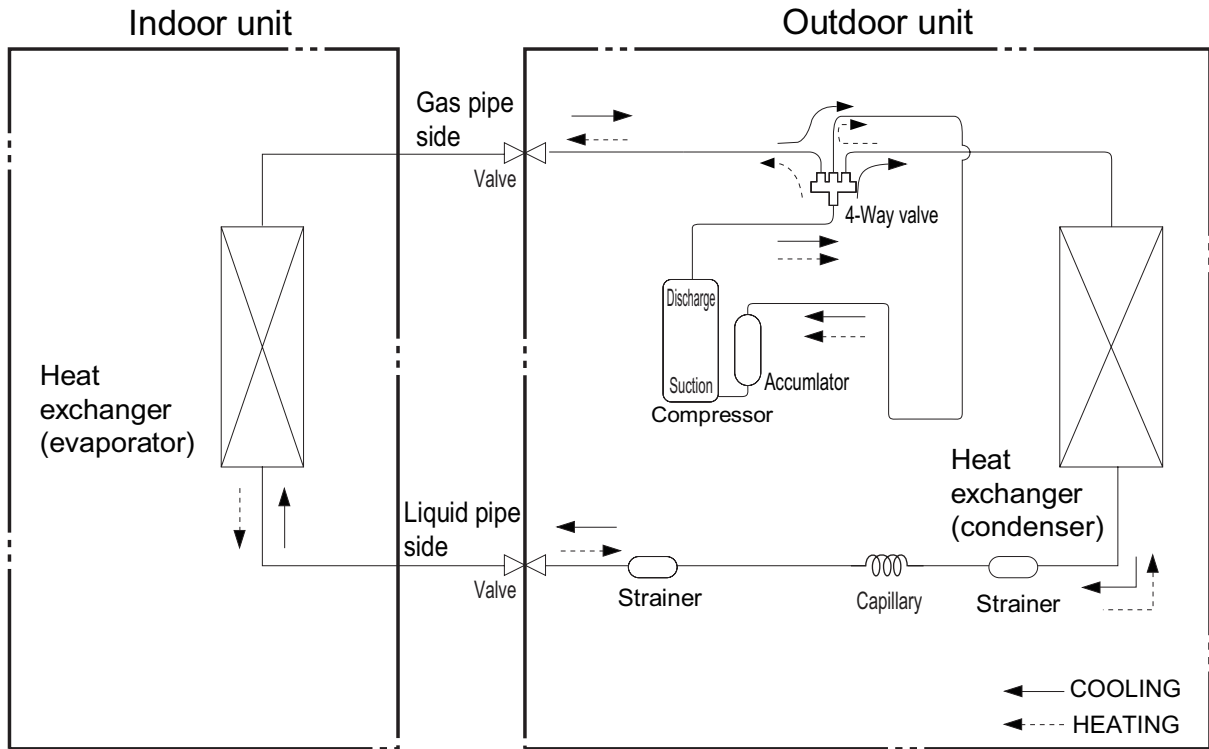 Indoor unit
Outdoor unit
Gas pipe
side
Valve
4-Way valve
Discharge
Suction
Accumlator
Compressor
Heat
exchanger
(evaporator)
Heat
exchanger
(condenser)
Liquid pipe
side
Valve
Strainer
Capillary
Strainer
COOLING
HEATING